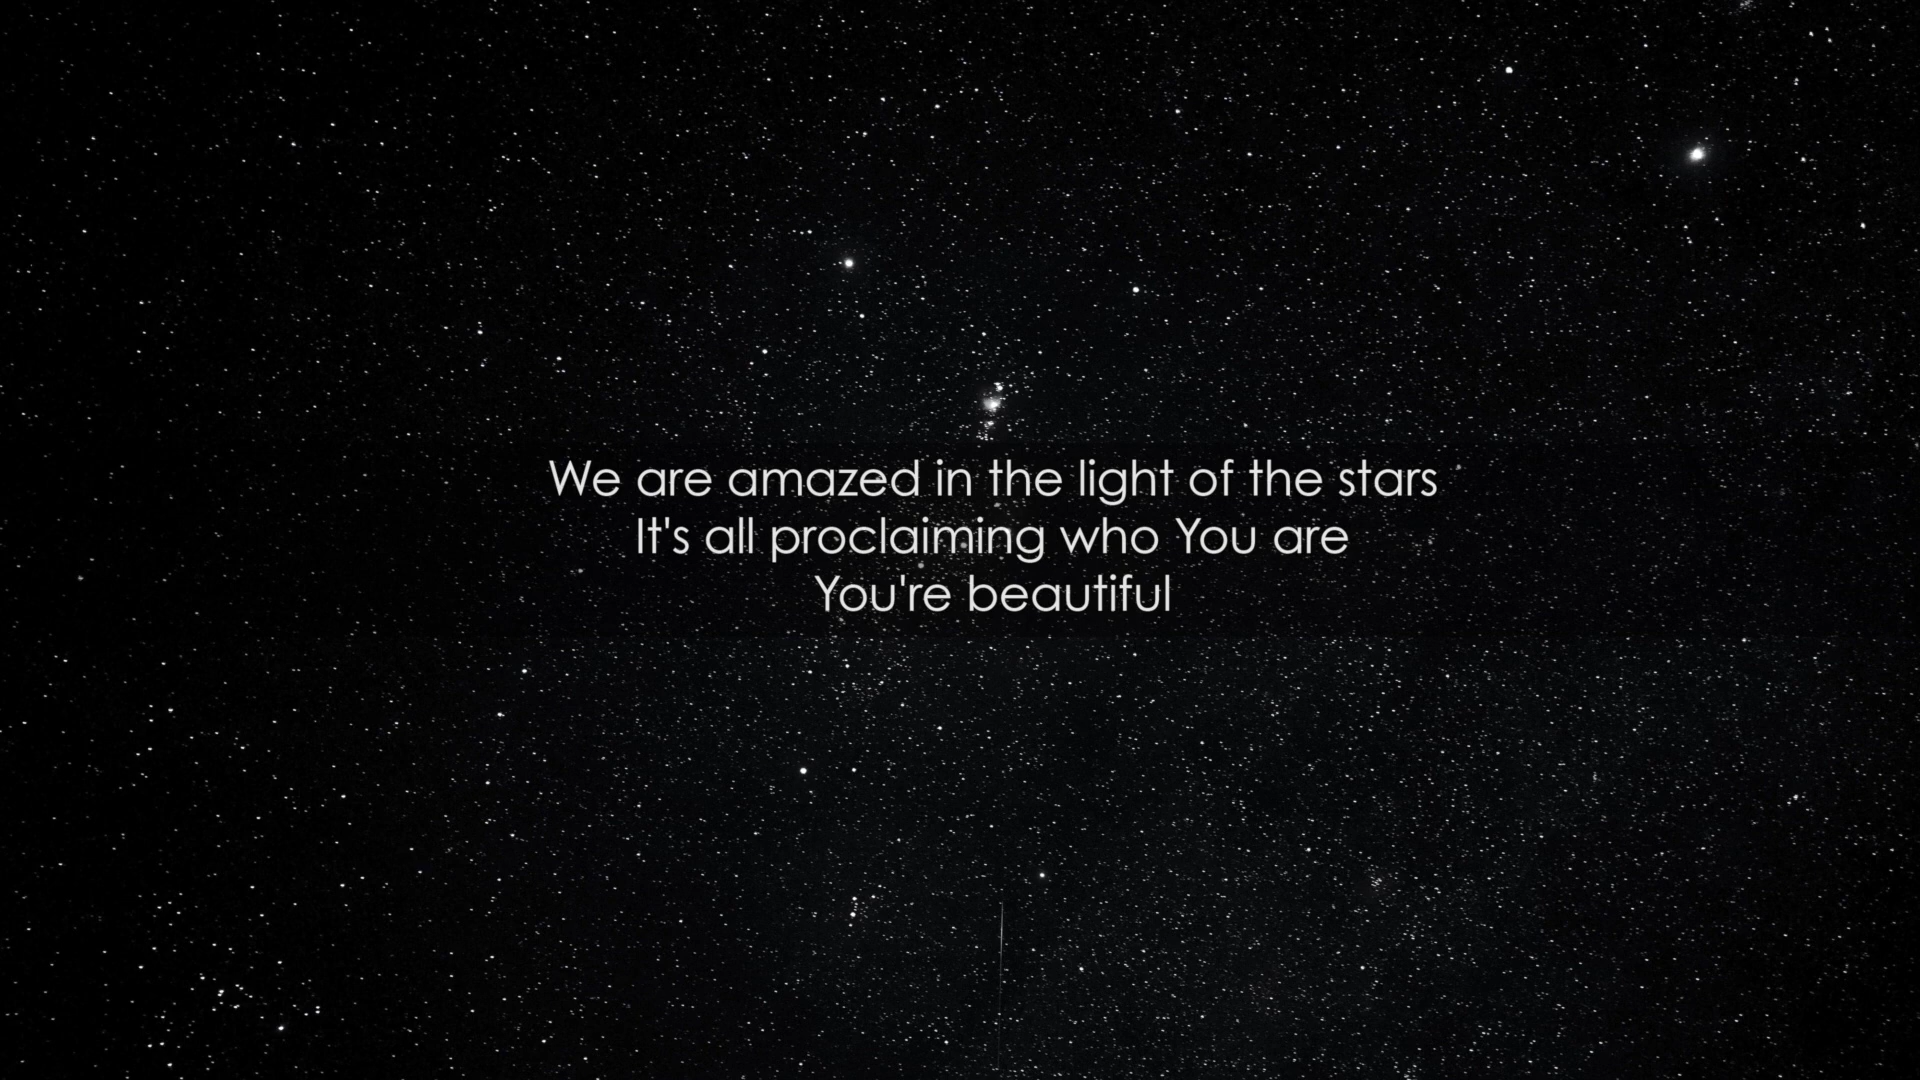 We are amazed in the light of the stars
It's all proclaiming who You are
You're beautiful